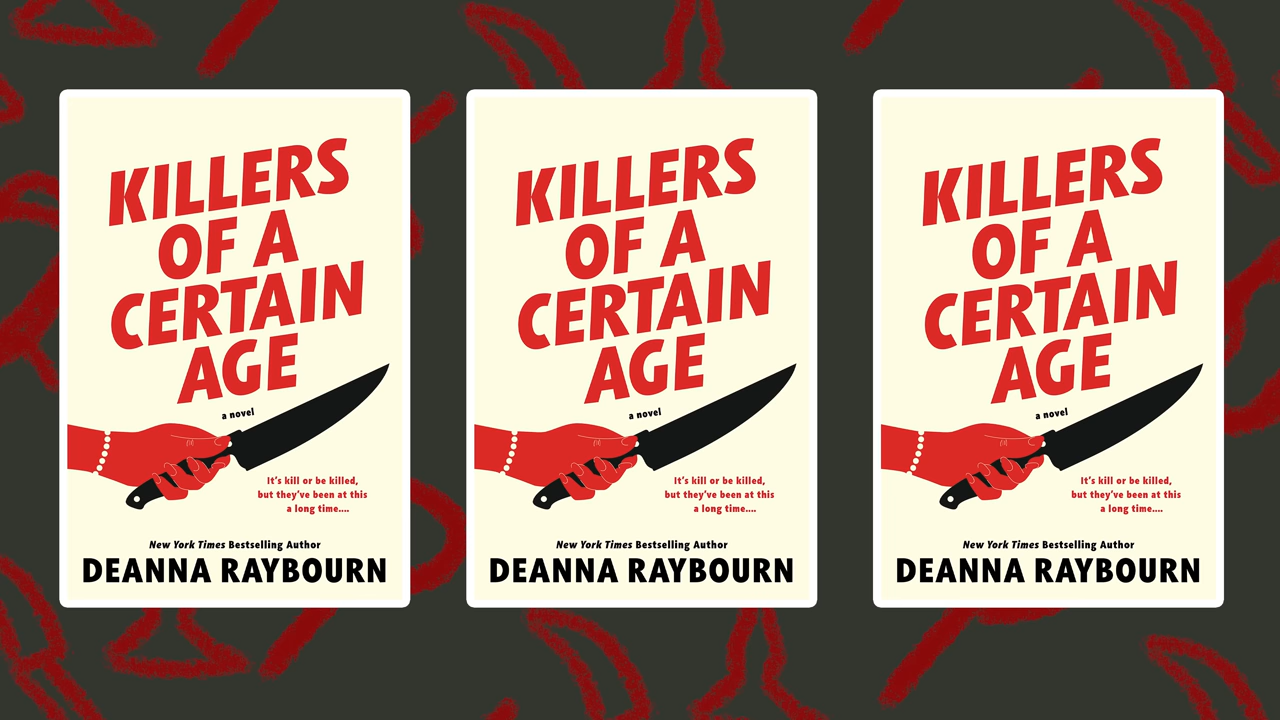 KILLERS
OF A
CERTAIN
AGE
a novel
It's kill or be killed,
but they've been at this
a long time....
New York Times Bestselling Author
DEANNA RAYBOURN
KILLERS
OF A
CERTAIN
AGE
a novel
It's kill or be killed,
but they've been at this
a long time....
New York Times Bestselling Author
DEANNA RAYBOURN
KILLERS
OF A
CERTAIN
AGE
a novel
It's kill or be killed,
but they've been at this
a long time....
New York Times Bestselling Author
DEANNA RAYBOURN